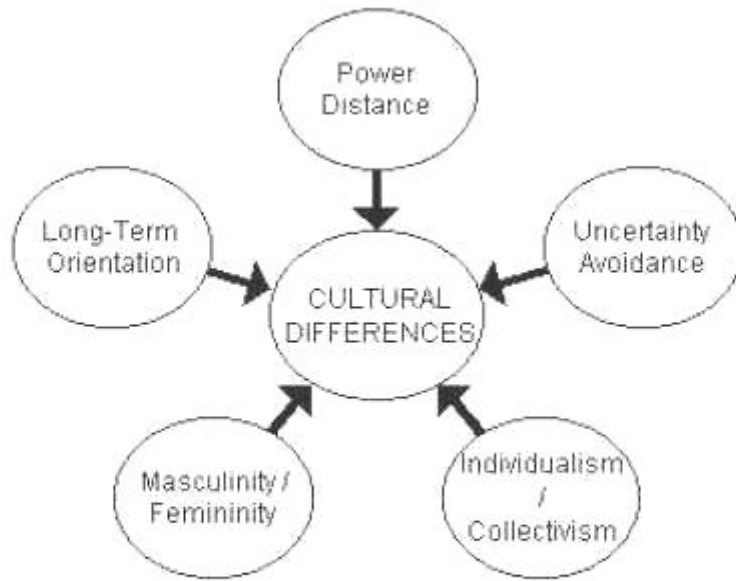 Power
Distance
Long-Term
Orientation
Uncertainty
Avoidance
CULTURAL
DIFFERENCES
Masculinity /
Femininity
Individualism
/
Collectivism